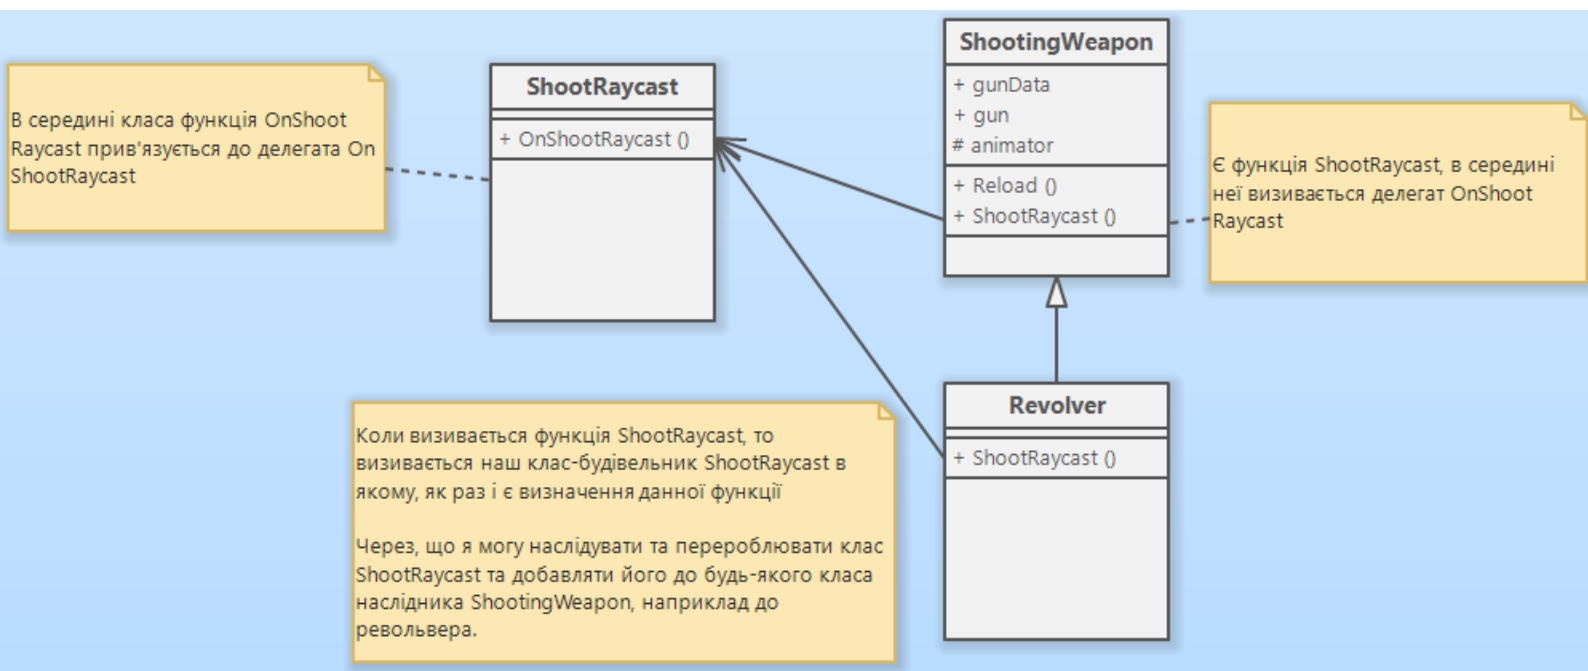 В середині класа функція OnShoot
Raycast прив'язується до делегата On
ShootRaycast
ShootRaycast
+ OnShootRaycast ()
ShootingWeapon
+ gunData
+ gun
# animator
+ Reload ()
+ ShootRaycast ()
Є функція ShootRaycast, в середині
неї визивається делегат OnShoot
Raycast
Коли визивається функція ShootRaycast, то
визивається наш клас-будівельник ShootRaycast в
якому, як раз і є визначення данної функції
Через, що я могу наслідувати та перероблювати клас
ShootRaycast та добавляти його до будь-якого класа
наслідника ShootingWeapon, наприклад до
револьвера.
Revolver
+ ShootRaycast ()